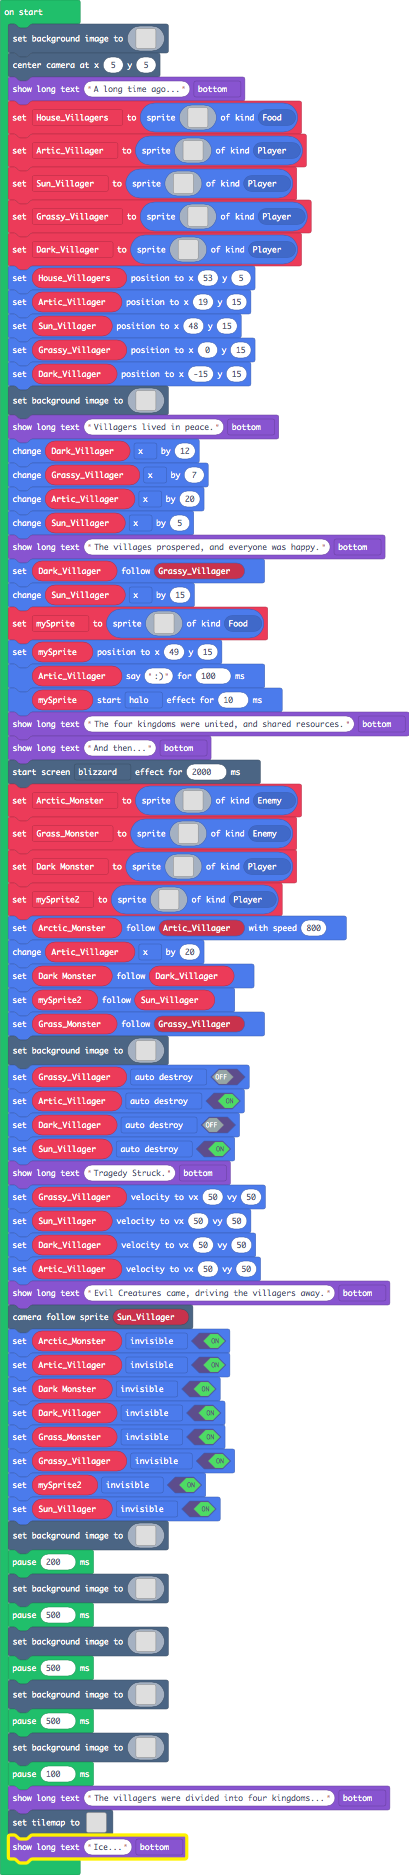 on start
set background image to
center camera at x 5 y 5
show long text "A long time ago..." bottom
set House_Villagers to sprite of kind Food
set Artic_Villager to sprite of kind Player
set Sun_Villager to sprite of kind Player
set Grassy_Villager to sprite of kind Player
set Dark_Villager to sprite of kind Player
set House_Villagers position to x 53 y 5
set Artic_Villager position to x 19 y 15
set Sun_Villager position to x 48 y 15
set Grassy_Villager position to x 0 y 15
set Dark_Villager position to x -15 y 15
set background image to
show long text "Villagers lived in peace." bottom
change Dark_Villager x by 12
change Grassy_Villager x by 7
change Artic_Villager x by 20
change Sun_Villager x by 5
show long text "The villages prospered, and everyone was happy." bottom
set Dark_Villager follow Grassy_Villager
change Sun_Villager x by 15
set mySprite to sprite of kind Food
set mySprite position to x 49 y 15
Artic_Villager say ":)" for 100 ms
mySprite start halo effect for 10 ms
show long text "The four kingdoms were united, and shared resources." bottom
show long text "And then..." bottom
start screen blizzard effect for 2000 ms
set Arctic_Monster to sprite of kind Enemy
set Grass_Monster to sprite of kind Enemy
set Dark Monster to sprite of kind Player
set mySprite2 to sprite of kind Player
set Arctic_Monster follow Artic_Villager with speed 800
change Artic_Villager x by 20
set Dark Monster follow Dark_Villager
set mySprite2 follow Sun_Villager
set Grass_Monster follow Grassy_Villager
set background image to
set Grassy_Villager auto destroy OFF
set Artic_Villager auto destroy ON
set Dark_Villager auto destroy OFF
set Sun_Villager auto destroy ON
show long text "Tragedy Struck." bottom
set Grassy_Villager velocity to vx 50 vy 50
set Sun_Villager velocity to vx 50 vy 50
set Dark_Villager velocity to vx 50 vy 50
set Artic_Villager velocity to vx 50 vy 50
show long text "Evil Creatures came, driving the villagers away." bottom
camera follow sprite Sun_Villager
set Arctic_Monster invisible ON
set Artic_Villager invisible ON
set Dark Monster invisible ON
set Dark_Villager invisible ON
set Grass_Monster invisible ON
set Grassy_Villager invisible ON
set mySprite2 invisible ON
set Sun_Villager invisible ON
set background image to
pause 200 ms
set background image to
pause 500 ms
set background image to
pause 500 ms
set background image to
pause 500 ms
set background image to
pause 100 ms
show long text "The villagers were divided into four kingdoms..." bottom
set tilemap to
show long text "Ice..." bottom